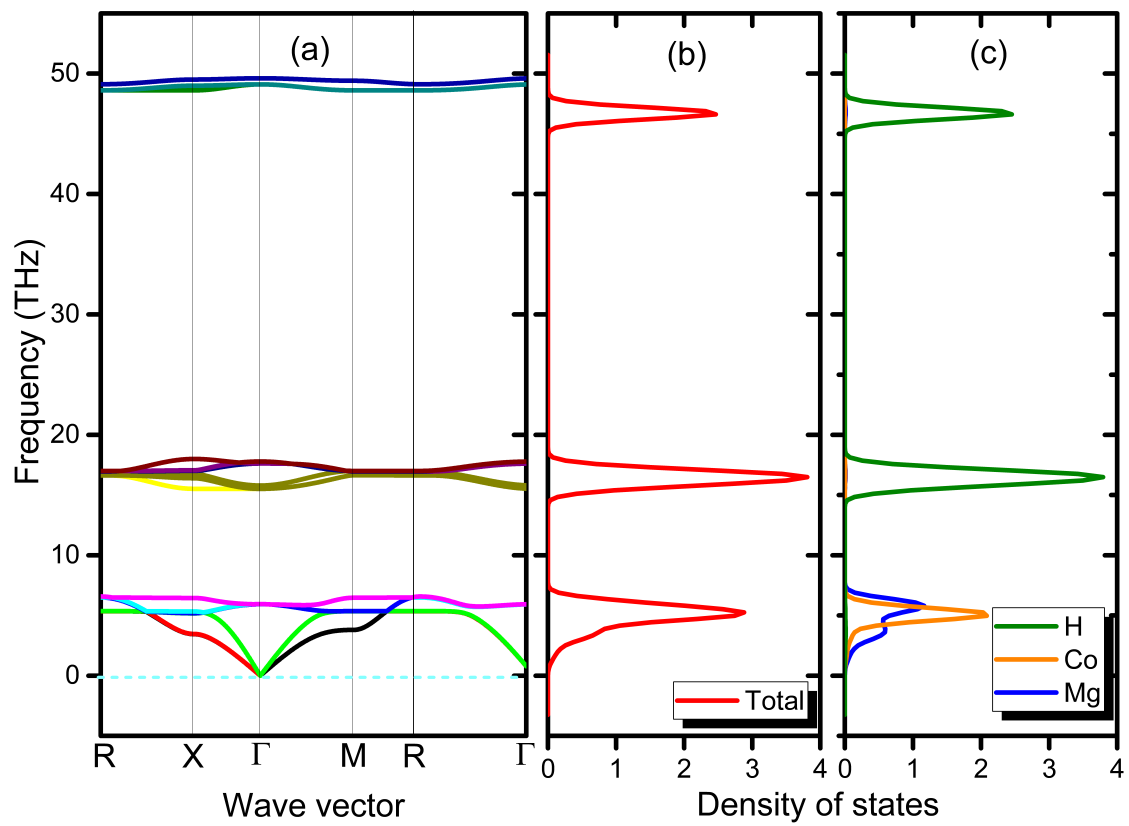 (a)
(b)
(c)
50
40
30
20
10
0
Frequency (THz)
H
Co
Mg
Total
R X Γ M R Γ
0 1 2 3 4
0 1 2 3 4
Wave vector
Density of states